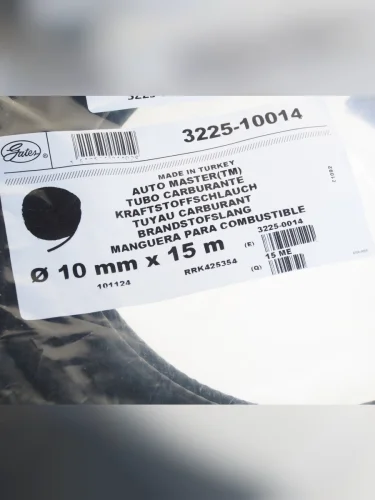 3225-10014
Gates®
MADE IN TURKEY
AUTO MASTER(TM)
TUBO CARBURANTE
KRAFTSTOFFSCHLAUCH
TUYAU CARBURANT
BRANDSTOFSLANG
MANGUERA PARA COMBUSTIBLE
Ø 10 mm x 15 m
(E) 3225-0014
101124
RRK425354
(Q) 15 ME